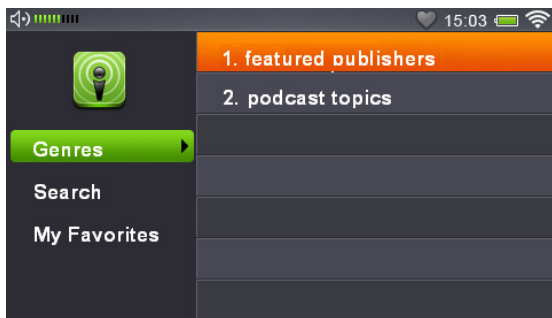 15:03
Genres
Search
My Favorites
1. featured publishers
2. podcast topics